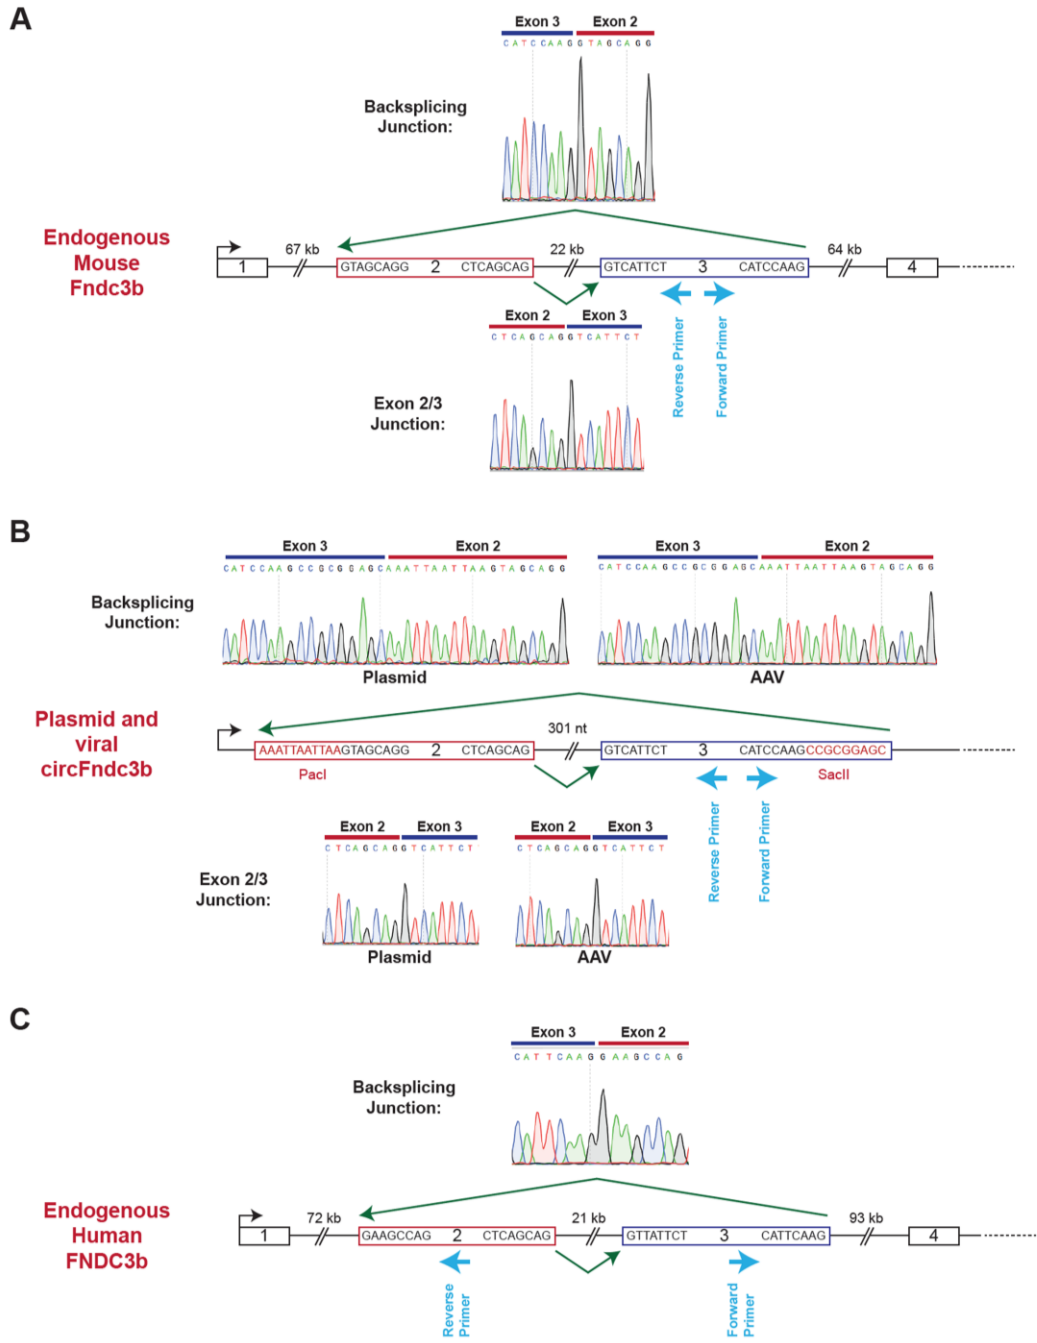 A
Exon 3 Exon 2
CATCCAAGGTAGCAGG
Backsplicing
Junction:
Endogenous
Mouse
Fndc3b
1 67 kb GTAGCAGG 2 CTCAGCAG 22 kb GTCATTCT 3 CATCCAAG 64 kb 4
Reverse Primer
Forward Primer
Exon 2 Exon 3
CTCAGCAGGTCATTCT
Exon 2/3
Junction:
B
Exon 3 Exon 2 Exon 3 Exon 2
CATCCAAGCCGCGGAGCAAATTAATTAAGTAGCAGG CATCCAAGCCGCGGAGCAAATTAATTAAGTAGCAGG
Backsplicing
Junction:
Plasmid AAV
Plasmid and
viral
circFndc3b
AAATTAATTAAGTAGCAGG 2 CTCAGCAG 301 nt GTCATTCT 3 CATCCAAGCCGCGGAGC
PacI SacII
Reverse Primer
Forward Primer
Exon 2 Exon 3 Exon 2 Exon 3
CTCAGCAGGTCATTCT CTCAGCAGGTCATTCT
Exon 2/3
Junction:
Plasmid AAV
C
Exon 3 Exon 2
CATTCAAGGAAGCCAG
Backsplicing
Junction:
Endogenous
Human
FNDC3b
1 72 kb GAAGCCAG 2 CTCAGCAG 21 kb GTTATTCT 3 CATTCAAG 93 kb 4
Reverse
Primer
Forward
Primer